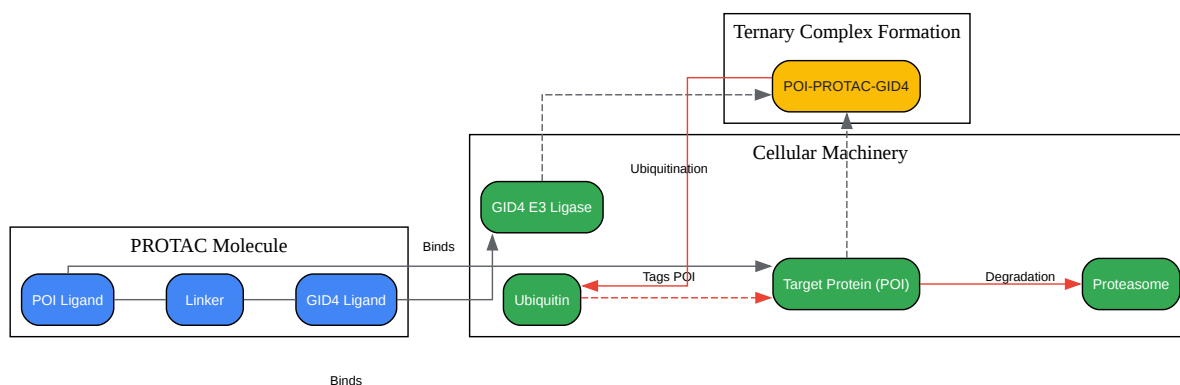 Ternary Complex Formation
POI-PROTAC-GID4
Cellular Machinery
Ubiquitination
GID4 E3 Ligase
PROTAC Molecule
Binds
POI Ligand
Linker
GID4 Ligand
Ubiquitin
Tags POI
Target Protein (POI)
Degradation
Proteasome
Binds